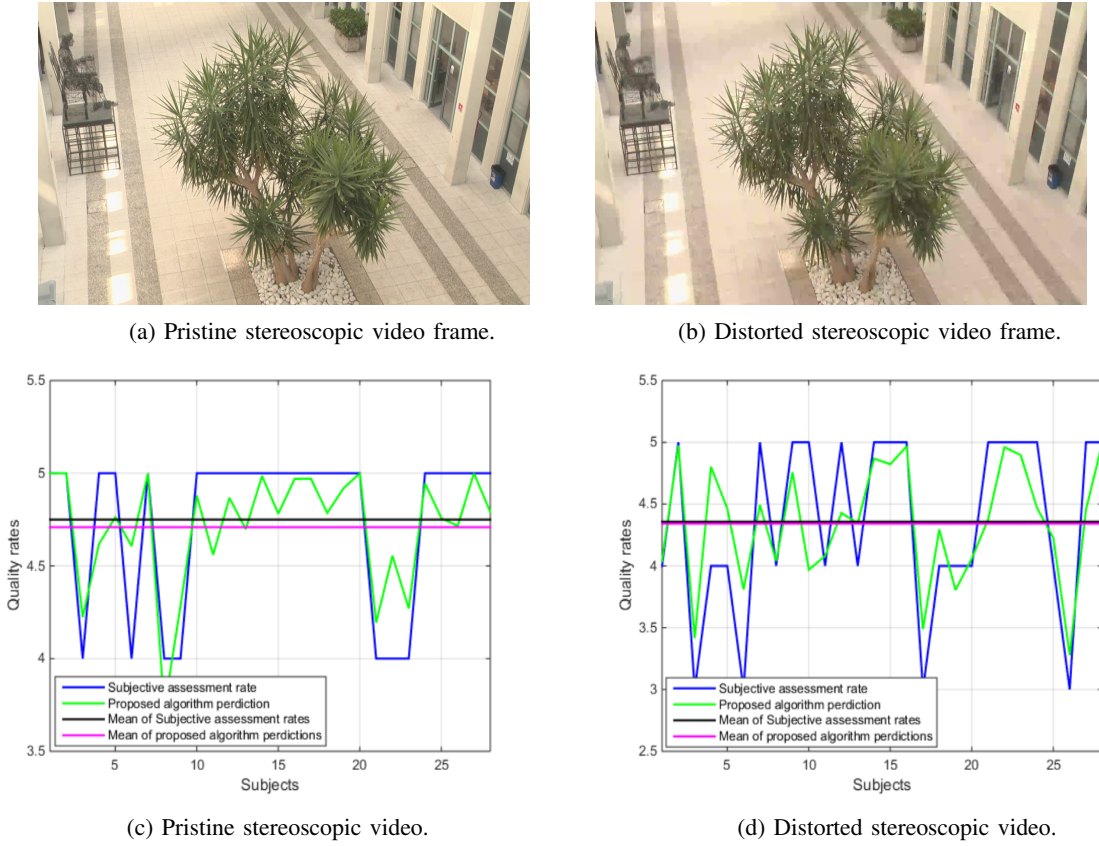 (a) Pristine stereoscopic video frame.
(b) Distorted stereoscopic video frame.
5.5
5
4.5
4
3.5
Quality rates
Subjective assessment rate
Proposed algorithm perdiction
Mean of Subjective assessment rates
Mean of proposed algorithm perdictions
5
10
15
20
25
Subjects
(c) Pristine stereoscopic video.
5.5
5
4.5
4
3.5
3
2.5
Quality rates
Subjective assessment rate
Proposed algorithm perdiction
Mean of Subjective assessment rates
Mean of proposed algorithm perdictions
5
10
15
20
25
Subjects
(d) Distorted stereoscopic video.